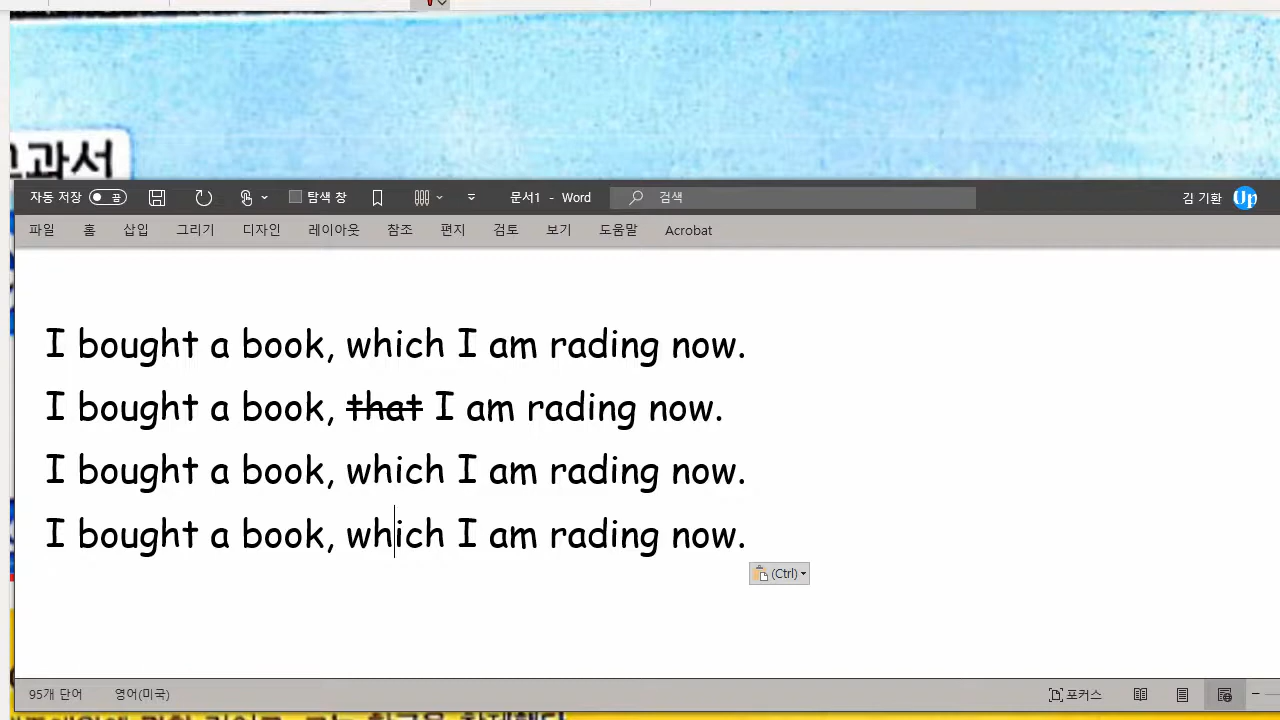 교과서
자동 저장 끔 탐색 창 문서1 - Word 검색 김 기환 Up
파일 홈 삽입 그리기 디자인 레이아웃 참조 편지 검토 보기 도움말 Acrobat
I bought a book, which I am rading now.
I bought a book, that I am rading now.
I bought a book, which I am rading now.
I bought a book, which I am rading now.
(Ctrl)
95개 단어 영어(미국) 포커스